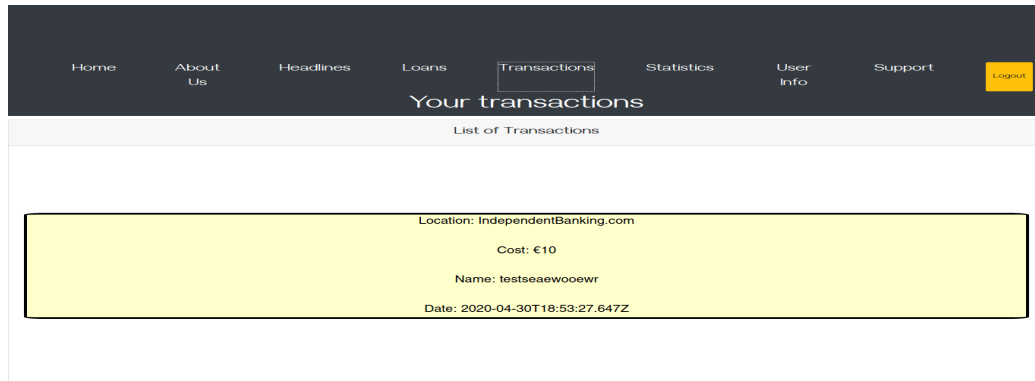 Home About Us Headlines Loans Transactions Statistics User Info Support Logout
Your transactions
List of Transactions
Location: IndependentBanking.com
Cost: €10
Name: testseaewooewr
Date: 2020-04-30T18:53:27.647Z